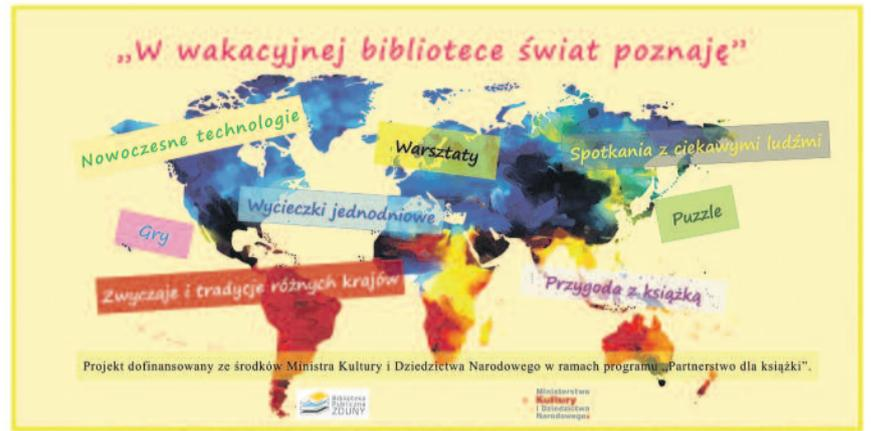 „W wakacyjnej bibliotece świat poznaję”
Nowoczesne technologie
Warsztaty
Spotkania z ciekawymi ludźmi
Wycieczki jednodniowe
Puzzle
Gry
Zwyczaje i tradycje różnych krajów
Przygoda z książką
Projekt dofinansowany ze środków Ministra Kultury i Dziedzictwa Narodowego w ramach programu „Partnerstwo dla książki”.
Biblioteka
Publiczna
ZDUNY
Ministerstwo
Kultury
i Dziedzictwa
Narodowego